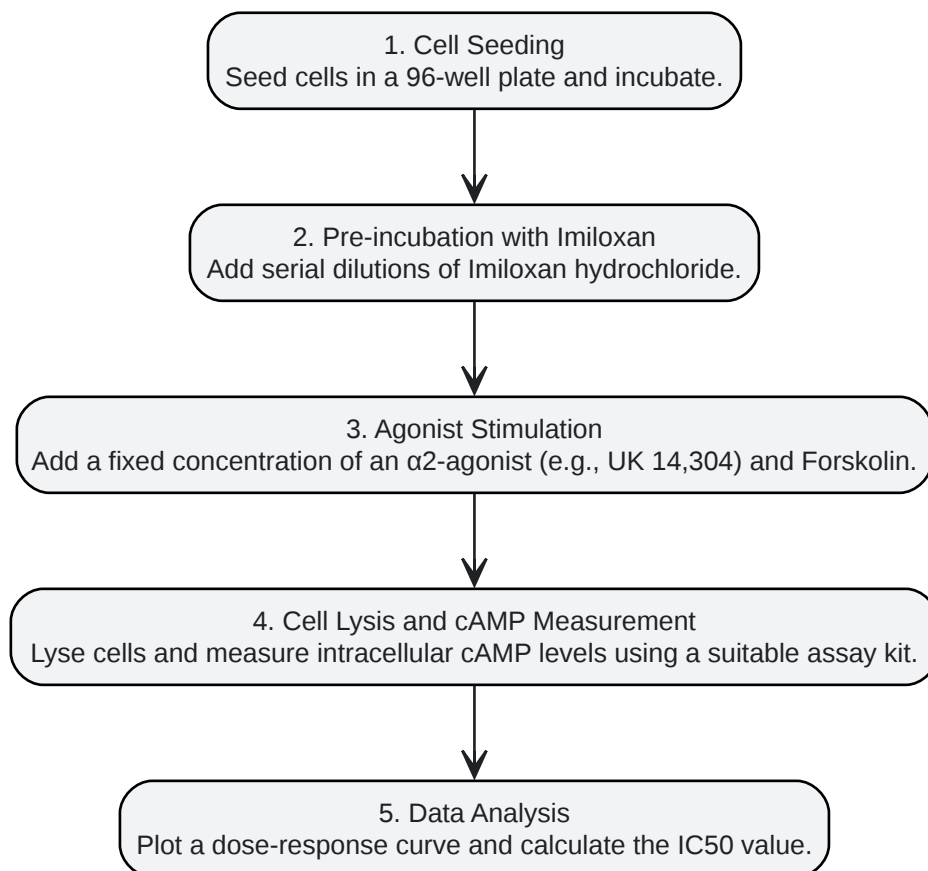 1. Cell Seeding
Seed cells in a 96-well plate and incubate.
2. Pre-incubation with Imiloxan
Add serial dilutions of Imiloxan hydrochloride.
3. Agonist Stimulation
Add a fixed concentration of an α2-agonist (e.g., UK 14,304) and Forskolin.
4. Cell Lysis and cAMP Measurement
Lyse cells and measure intracellular cAMP levels using a suitable assay kit.
5. Data Analysis
Plot a dose-response curve and calculate the IC50 value.